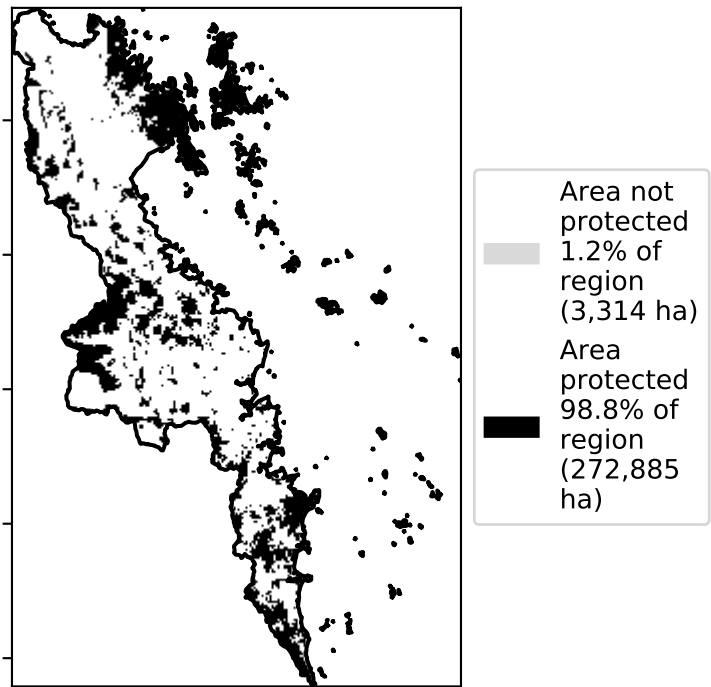 Area not
protected
1.2% of
region
(3,314 ha)
Area
protected
98.8% of
region
(272,885
ha)